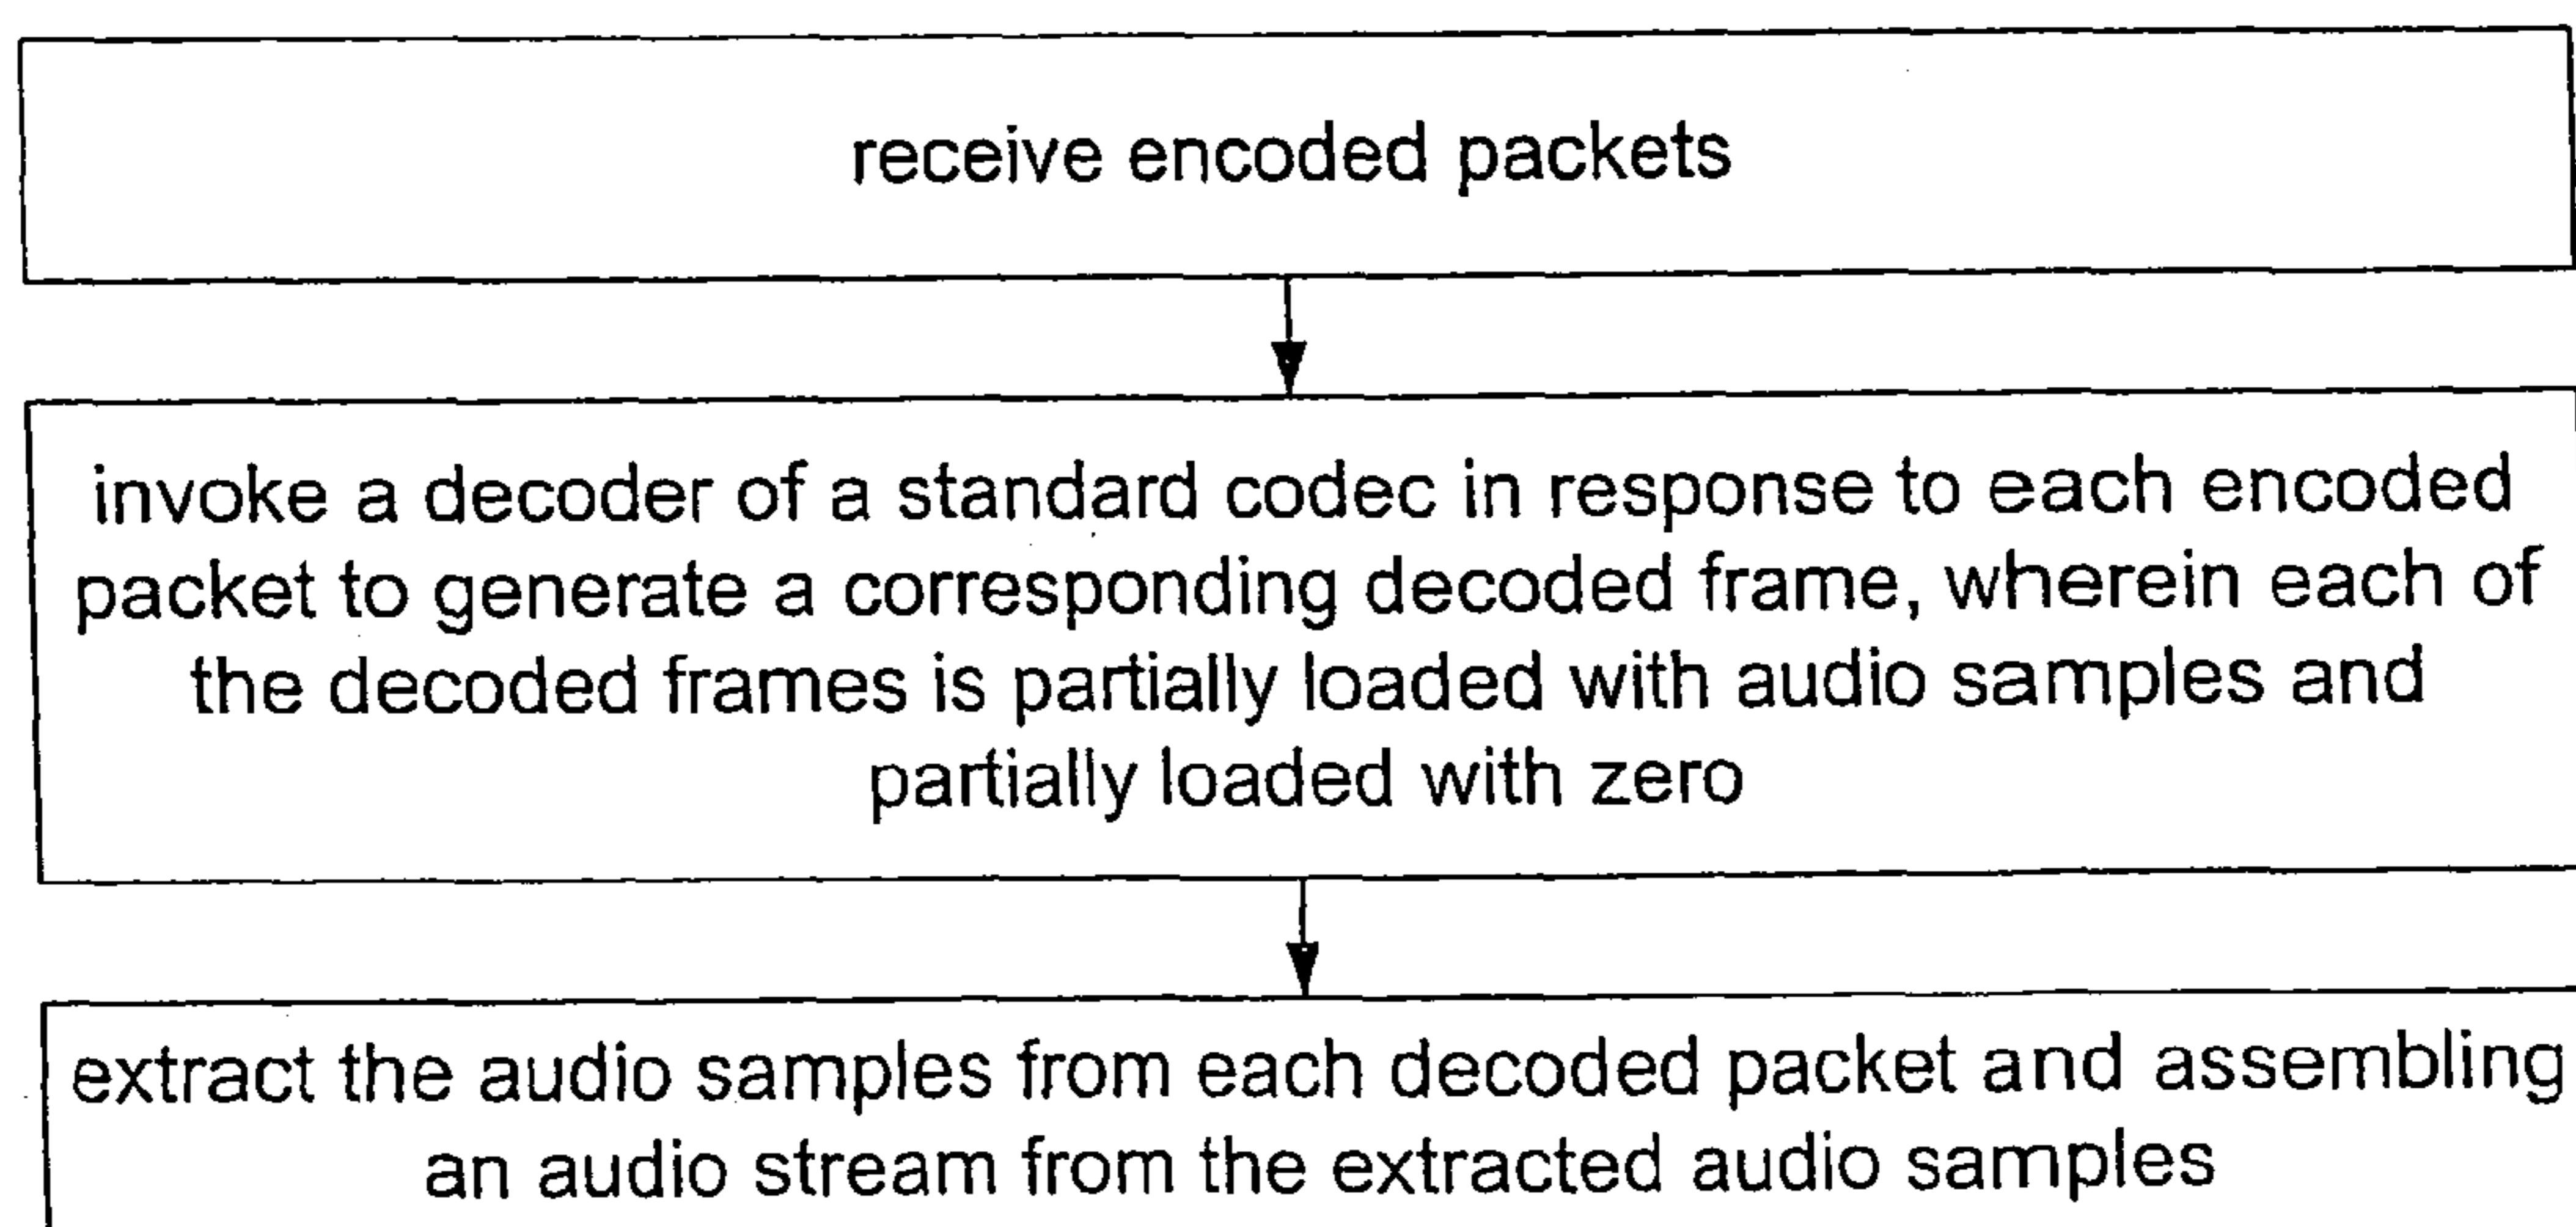 receive encoded packets
invoke a decoder of a standard codec in response to each encoded
packet to generate a corresponding decoded frame, wherein each of
the decoded frames is partially loaded with audio samples and
partially loaded with zero
extract the audio samples from each decoded packet and assembling
an audio stream from the extracted audio samples